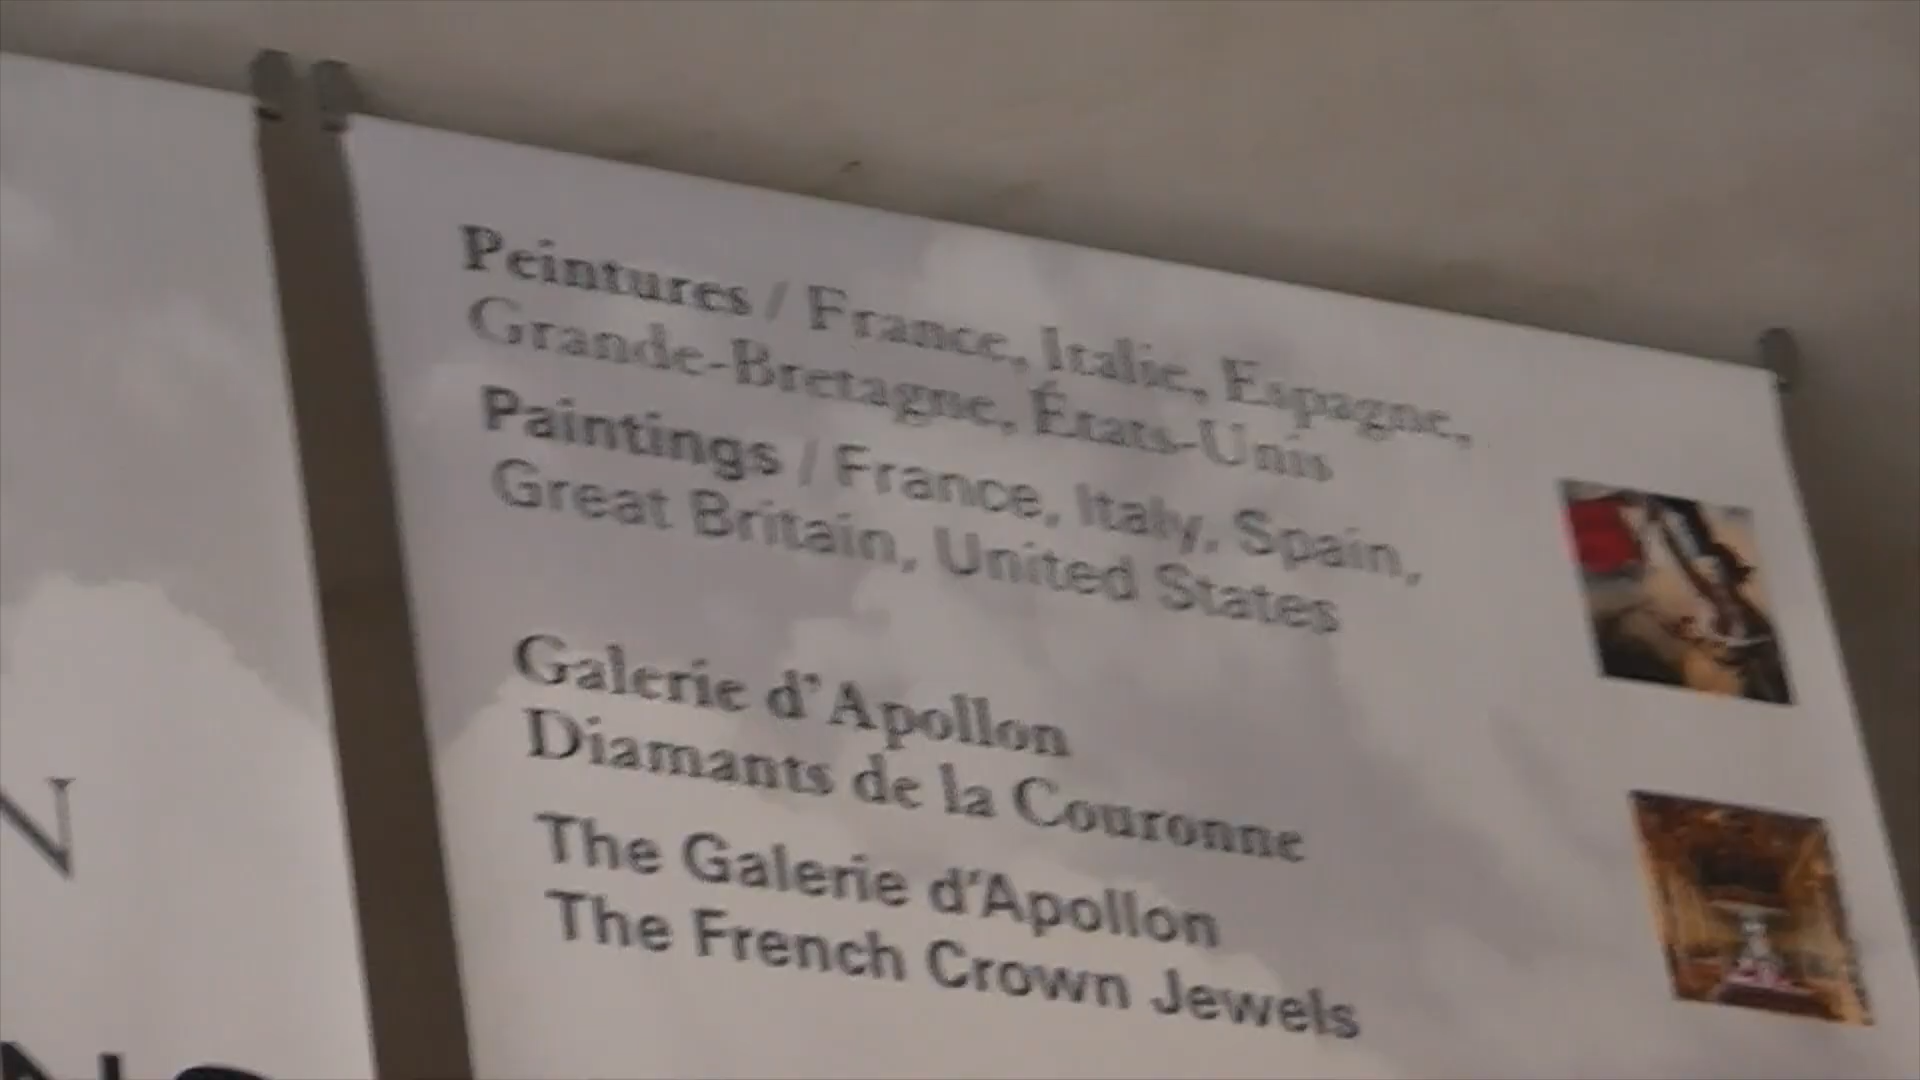 Peintures / France, Italie, Espagne,
Grande-Bretagne, États-Unis
Paintings / France, Italy, Spain,
Great Britain, United States
Galerie d'Apollon
Diamants de la Couronne
The Galerie d'Apollon
The French Crown Jewels
N